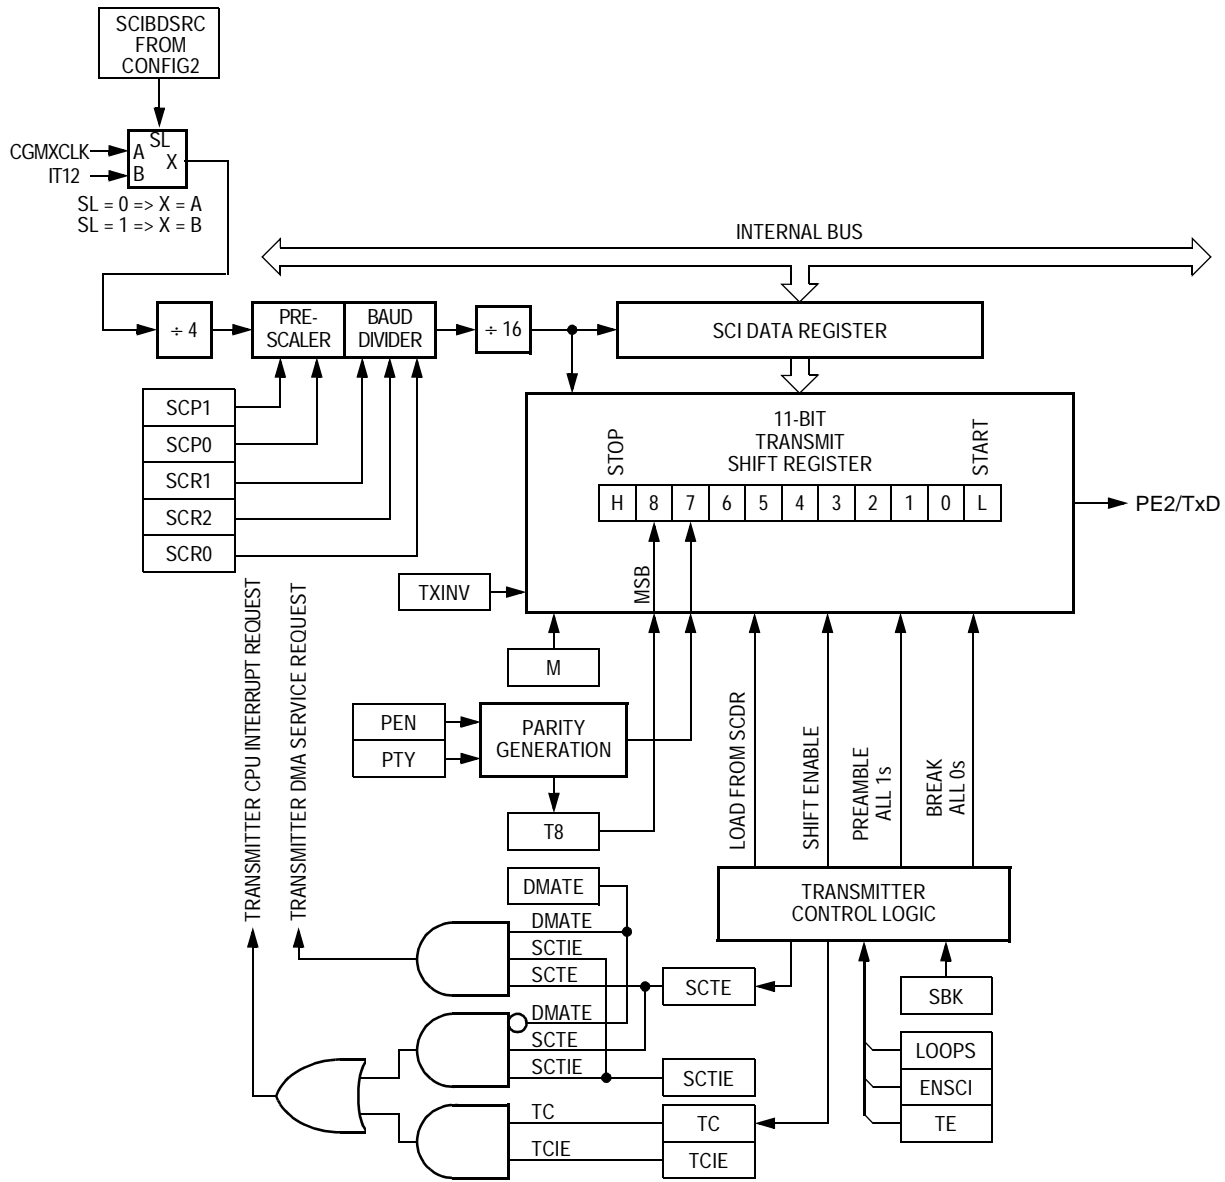 SCIBDSRC
FROM
CONFIG2
SL
CGMXCLK
A
X
IT12
B
SL = 0 => X = A
SL = 1 => X = B
INTERNAL BUS
÷ 4
PRE-
SCALER
BAUD
DIVIDER
÷ 16
SCI DATA REGISTER
SCP1
SCP0
SCR1
SCR2
SCR0
11-BIT
TRANSMIT
SHIFT REGISTER
STOP
START
H 8 7 6 5 4 3 2 1 0 L
PE2/TxD
MSB
TXINV
M
TRANSMITTER CPU INTERRUPT REQUEST
TRANSMITTER DMA SERVICE REQUEST
PEN
PTY
PARITY
GENERATION
T8
LOAD FROM SCDR
SHIFT ENABLE
PREAMBLE
ALL 1s
BREAK
ALL 0s
TRANSMITTER
CONTROL LOGIC
DMATE
DMATE
SCTIE
SCTE
SCTE
SBK
DMATE
SCTE
SCTIE
SCTIE
LOOPS
ENSCI
TE
TC
TC
TCIE
TCIE